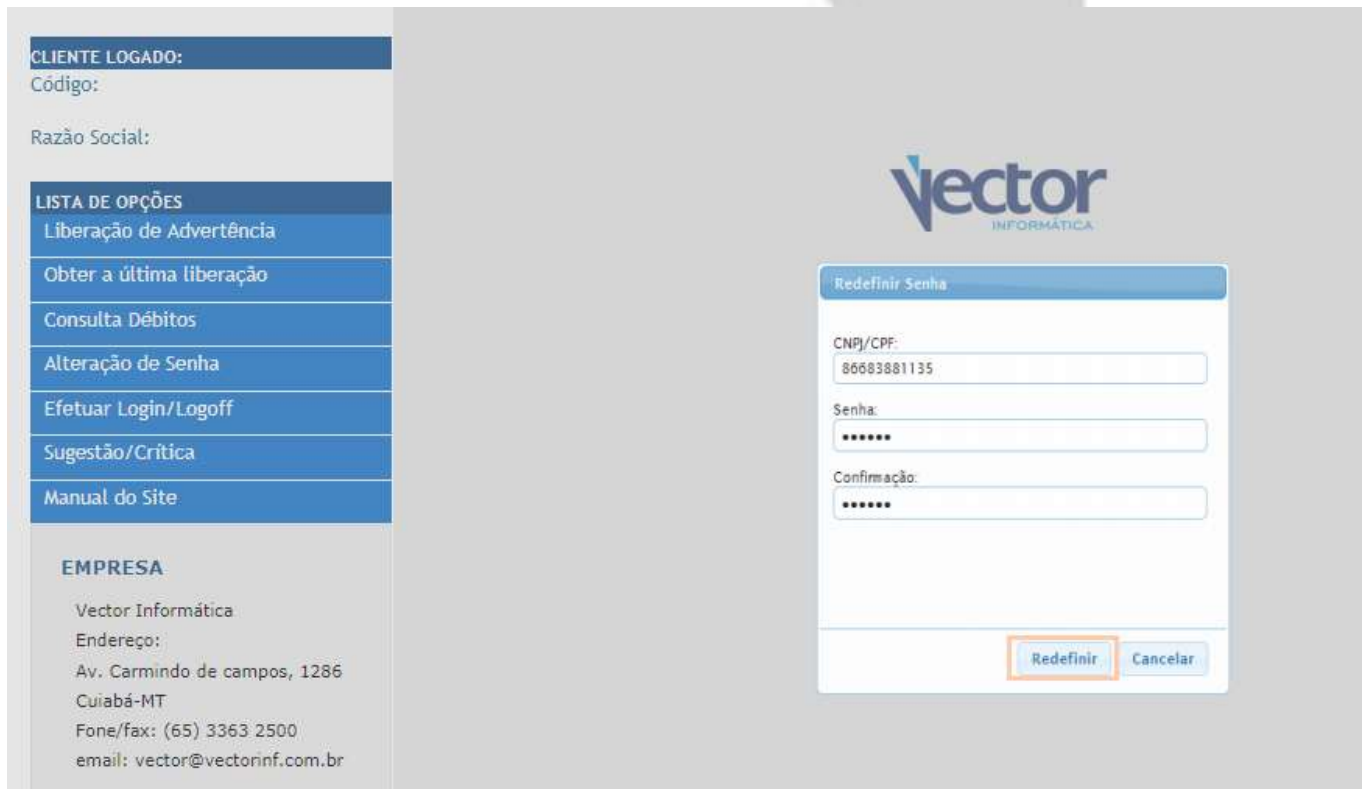 CLIENTE LOGADO:
Código:
Razão Social:
LISTA DE OPÇÕES
Liberação de Advertência
Obter a última liberação
Consulta Débitos
Alteração de Senha
Efetuar Login/Logoff
Sugestão/Crítica
Manual do Site
EMPRESA
Vector Informática
Endereço:
Av. Carmindo de campos, 1286
Cuiabá-MT
Fone/fax: (65) 3363 2500
email: vector@vectorinf.com.br
Vector
INFORMÁTICA
Redefinir Senha
CNPJ/CPF:
86683881135
Senha:
••••••
Confirmação:
••••••
Redefinir Cancelar